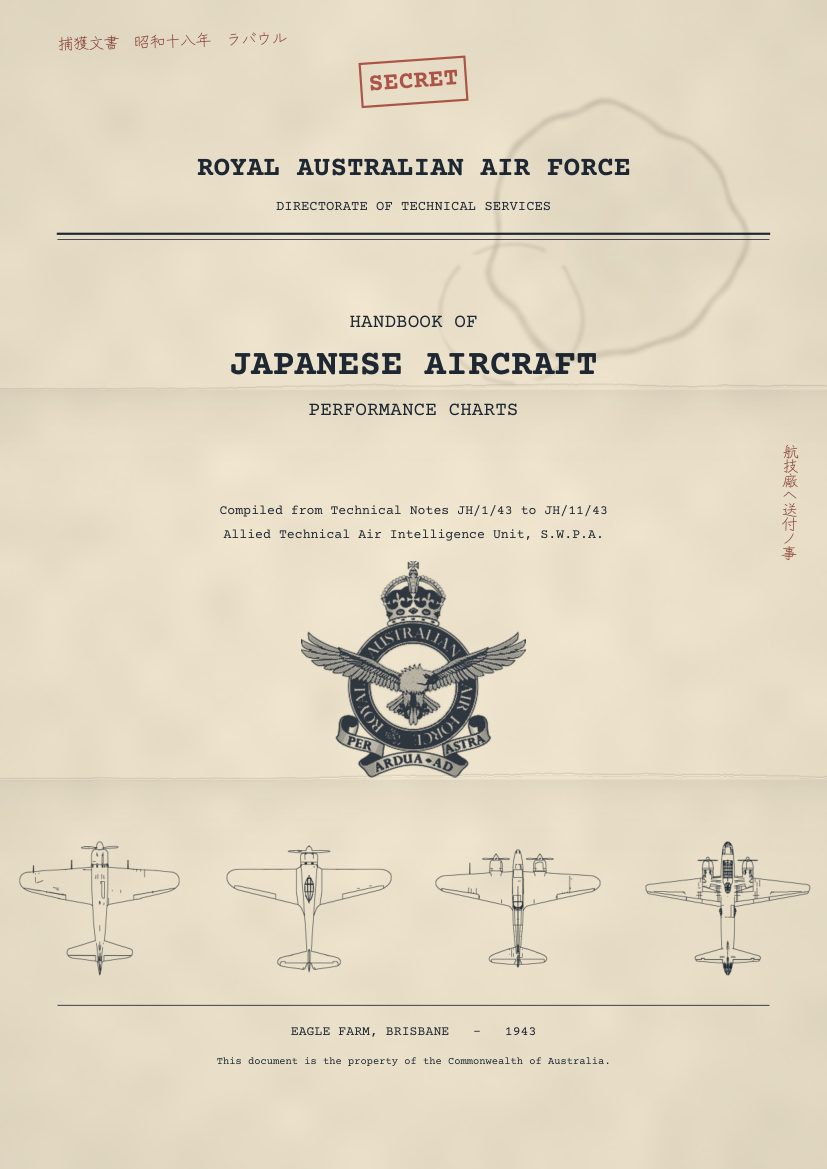 捕獲文書　昭和十八年　ラバウル
SECRET
ROYAL AUSTRALIAN AIR FORCE
DIRECTORATE OF TECHNICAL SERVICES
HANDBOOK OF
JAPANESE AIRCRAFT
PERFORMANCE CHARTS
航技廠ヘ送付ノ事
Compiled from Technical Notes JH/1/43 to JH/11/43
Allied Technical Air Intelligence Unit, S.W.P.A.
ROYAL AUSTRALIAN AIR FORCE
PER ARDUA • AD ASTRA
EAGLE FARM, BRISBANE - 1943
This document is the property of the Commonwealth of Australia.